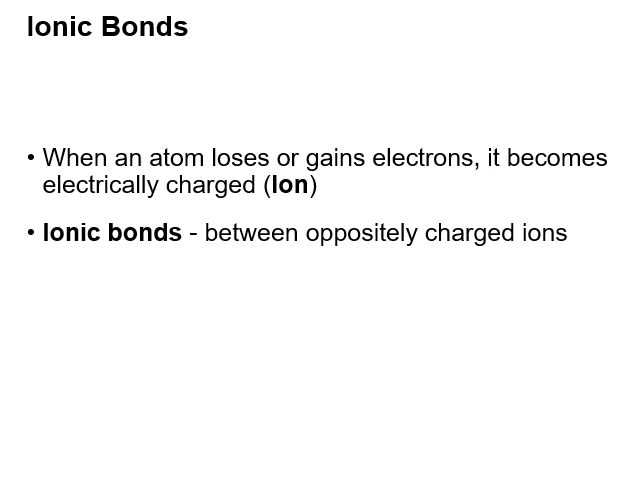 Ionic Bonds
• When an atom loses or gains electrons, it becomes
electrically charged (Ion)
• Ionic bonds - between oppositely charged ions